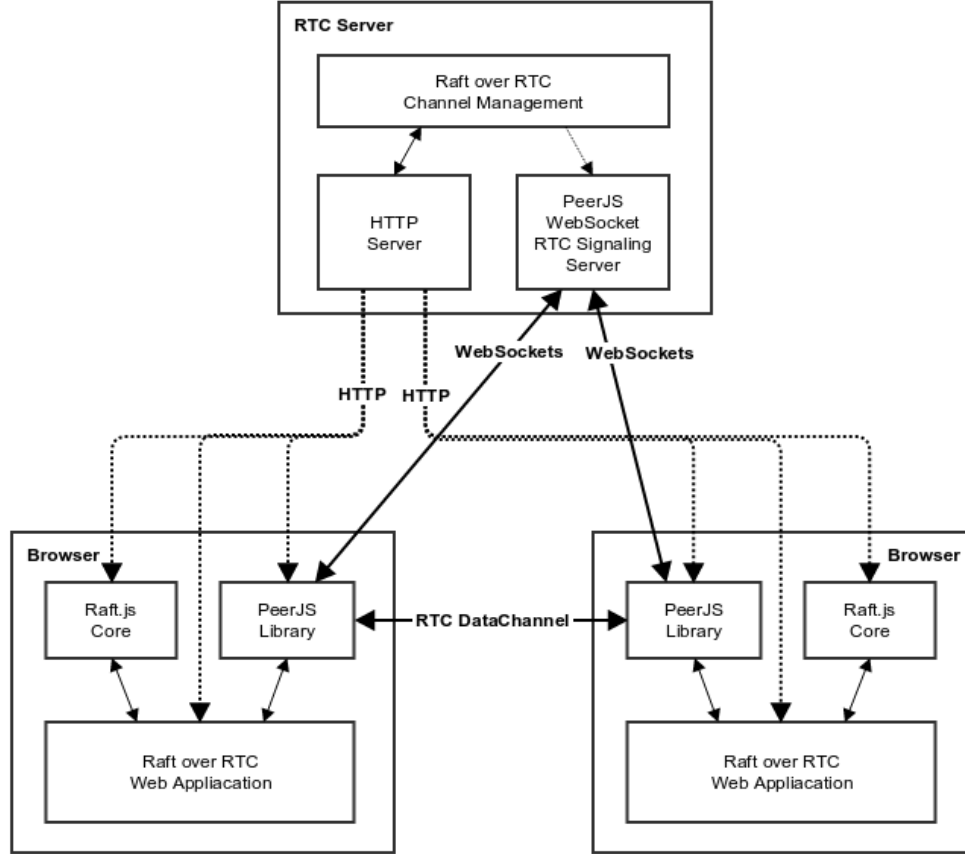 RTC Server
Raft over RTC
Channel Management
HTTP
Server
PeerJS
WebSocket
RTC Signaling
Server
WebSockets
WebSockets
HTTP
HTTP
Browser
Raft.js
Core
PeerJS
Library
RTC DataChannel
Raft over RTC
Web Appliacation
Browser
PeerJS
Library
Raft.js
Core
Raft over RTC
Web Appliacation